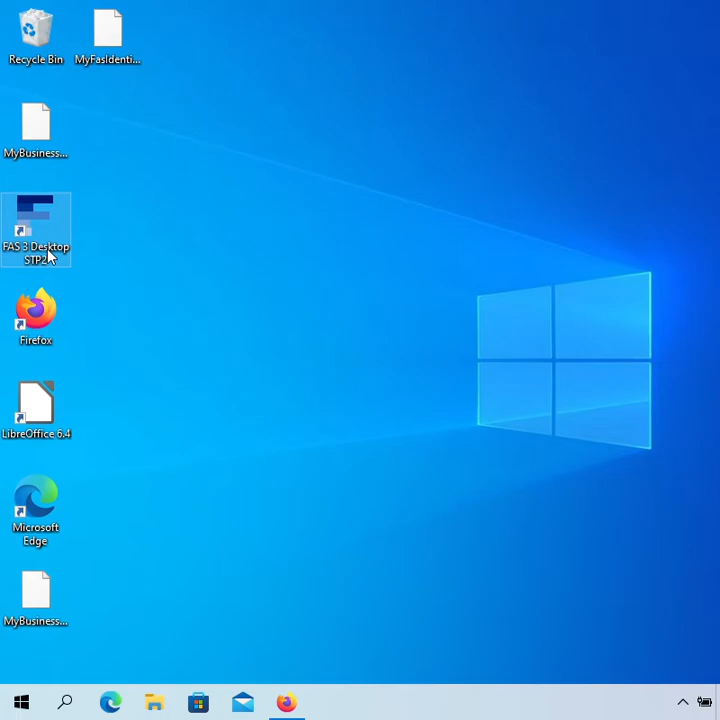 Recycle Bin
MyFasIdenti...
MyBusiness...
FAS 3 Desktop
STP2
Firefox
LibreOffice 6.4
Microsoft
Edge
MyBusiness...